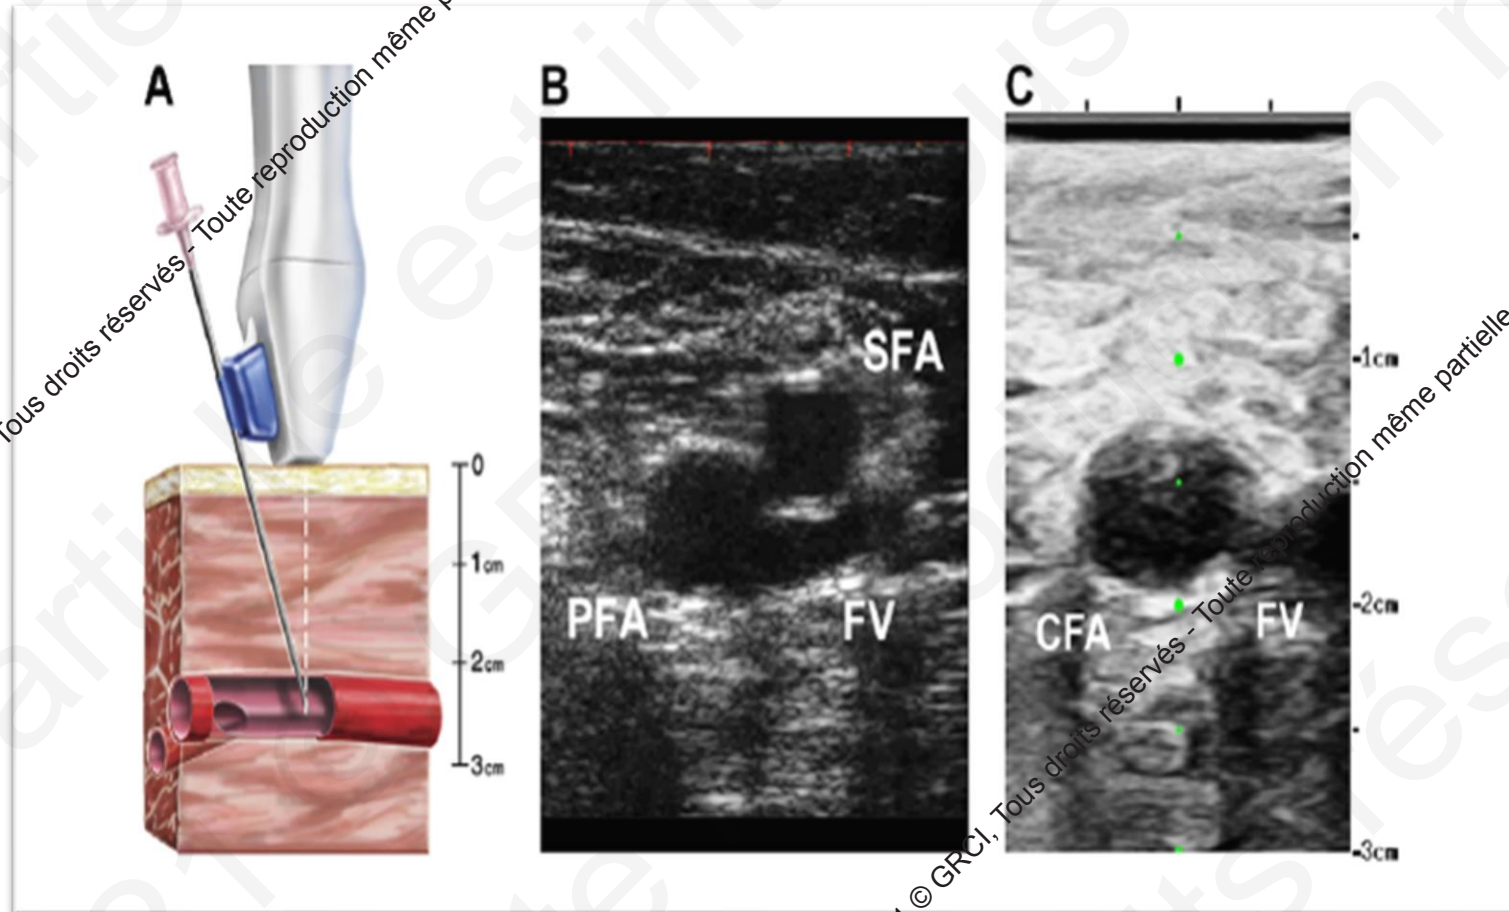 A
B
C
SFA
PFA
FV
CFA
FV
0
1cm
2cm
3cm
1cm
2cm
3cm
Tous droits réservés - Toute reproduction même p
© GRCI, Tous droits réservés - Toute reproduction même partielle